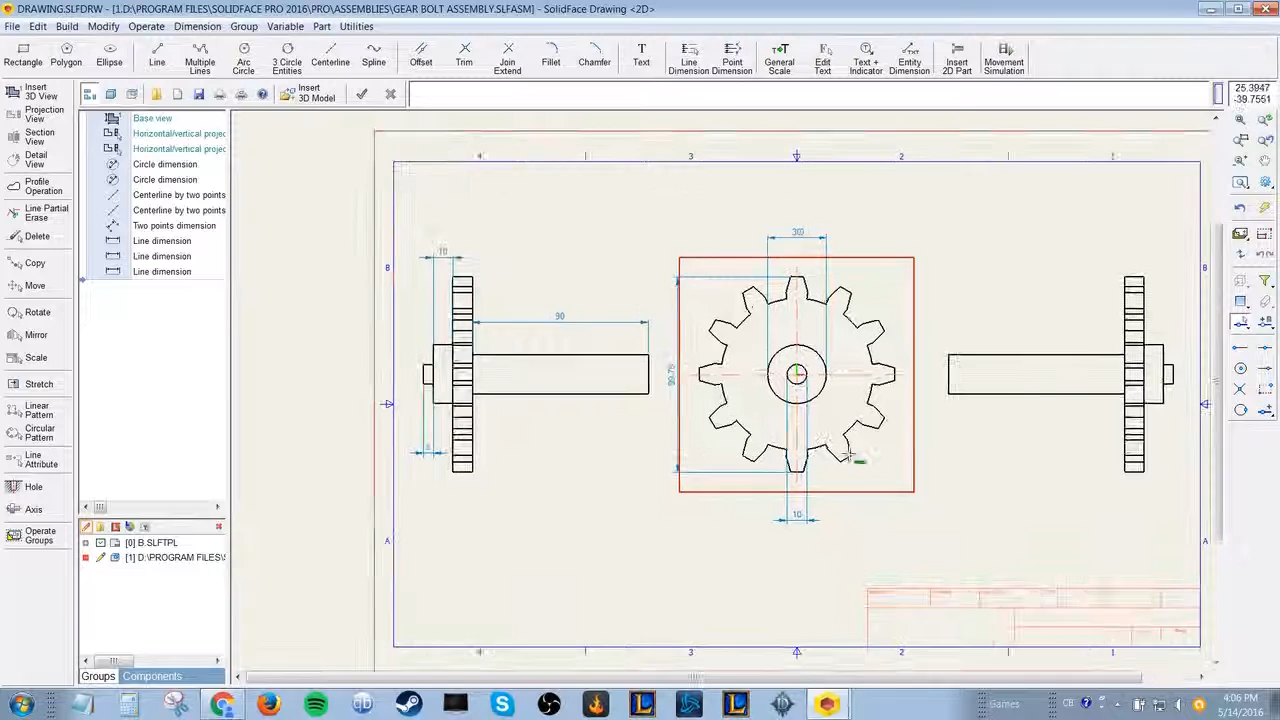 DRAWING.SLFDRW - [1.D:\PROGRAM FILES\SOLIDFACE PRO 2016\PRO\ASSEMBLIES\GEAR BOLT ASSEMBLY.SLFASM] - SolidFace Drawing <2D>
File Edit Build Modify Operate Dimension Group Variable Part Utilities
Rectangle Polygon Ellipse Line Multiple Lines Arc Circle 3 Circle Entities Centerline Spline Offset Trim Join Extend Fillet Chamfer Text Line Dimension Point Dimension General Scale Edit Text Text + Indicator Entity Dimension Insert 2D Part Movement Simulation
Insert 3D View
Insert 3D Model
25.3947
-39.7551
Projection View
Section View
Detail View
Profile Operation
Line Partial Erase
Delete
Copy
Move
Rotate
Mirror
Scale
Stretch
Linear Pattern
Circular Pattern
Line Attribute
Hole
Axis
Operate Groups
Base view
Horizontal/vertical projec
Horizontal/vertical projec
Circle dimension
Circle dimension
Centerline by two points
Centerline by two points
Two points dimension
Line dimension
Line dimension
Line dimension
[0] B.SLFTPL
[1] D:\PROGRAM FILES\S
Groups Components
3 2 1
B B
10
30
90
10
A A
3 2 1
Games
CB
4:06 PM
5/14/2016